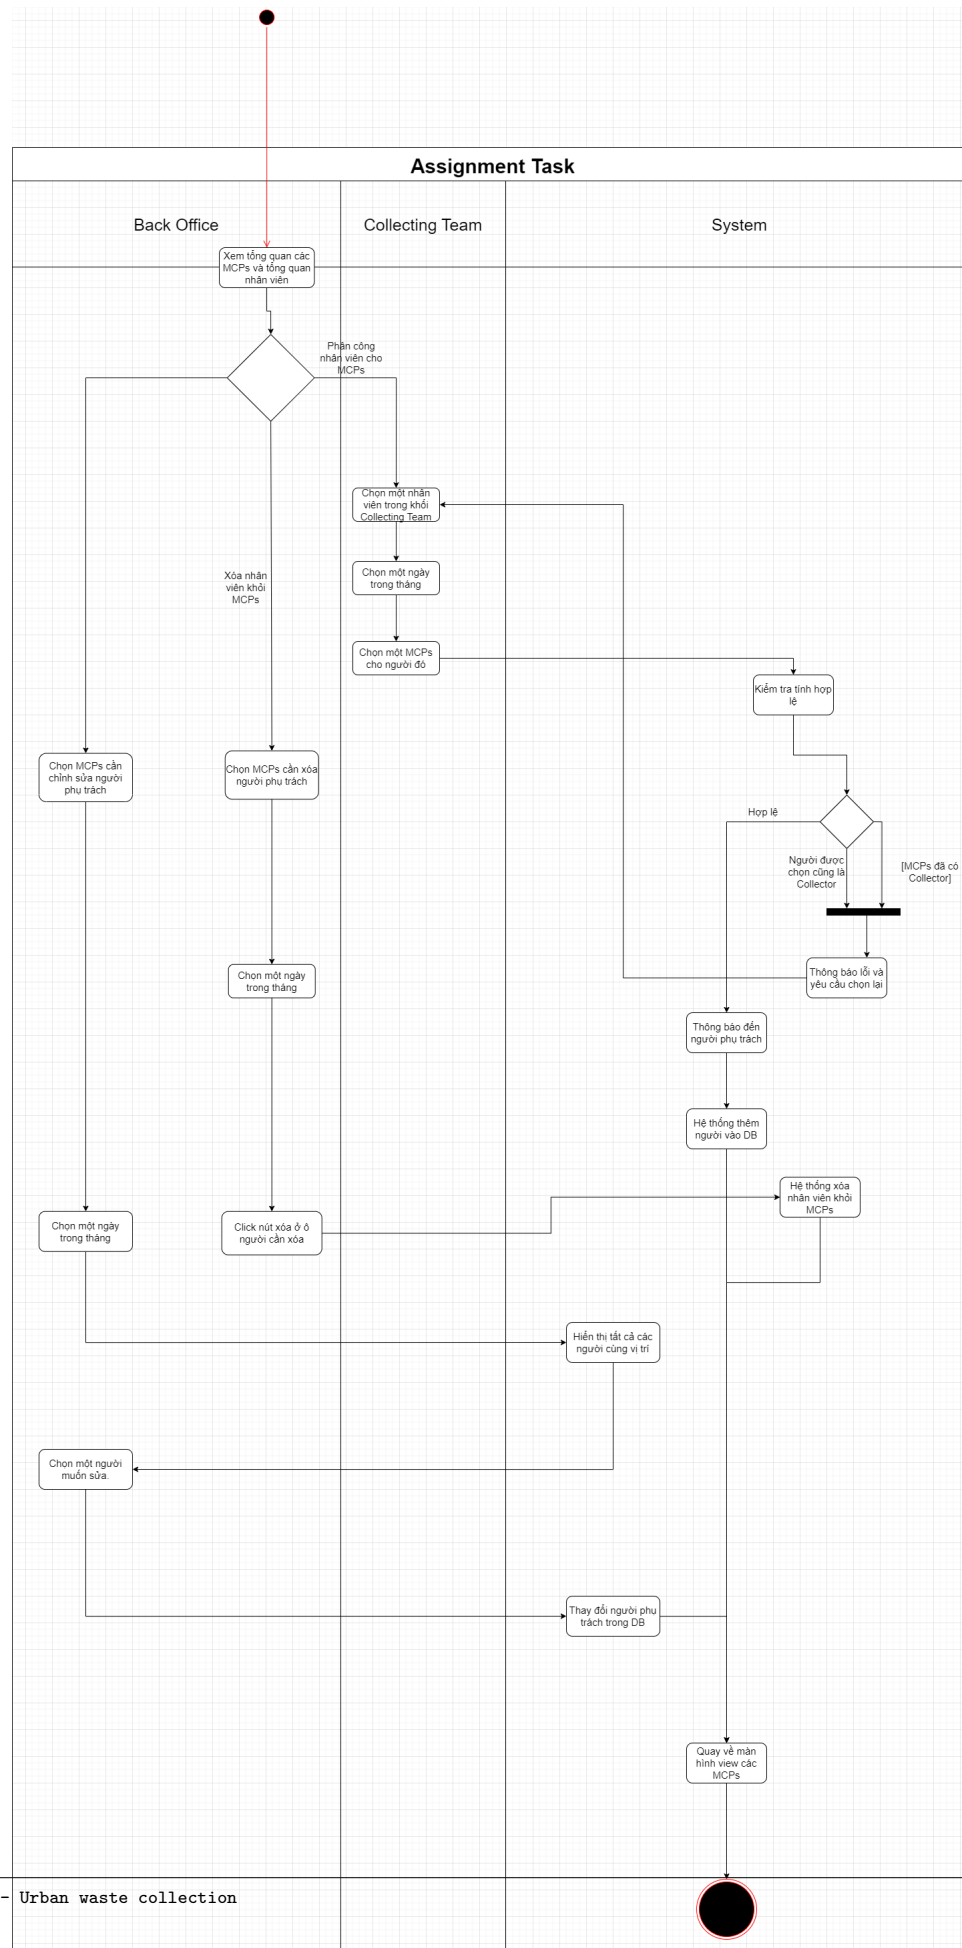 Assignment Task
Back Office
Collecting Team
System
Xem tổng quan các
MCPs và tổng quan
nhân viên
Phân công
nhân viên cho
MCPs
Chọn một nhân
viên trong khối
Collecting Team
Xóa nhân
viên khỏi
MCPs
Chọn một ngày
trong tháng
Chọn một MCPs
cho người đó
Kiểm tra tính hợp
lệ
Chọn MCPs cần
chỉnh sửa người
phụ trách
Chọn MCPs cần xóa
người phụ trách
Hợp lệ
Người được
chọn cũng là
Collector
[MCPs đã có
Collector]
Chọn một ngày
trong tháng
Thông báo lỗi và
yêu cầu chọn lại
Thông báo đến
người phụ trách
Hệ thống thêm
người vào DB
Hệ thống xóa
nhân viên khỏi
MCPs
Chọn một ngày
trong tháng
Click nút xóa ở ô
người cần xóa
Hiển thị tất cả các
người cùng vị trí
Chọn một người
muốn sửa.
Thay đổi người phụ
trách trong DB
Quay về màn
hình view các
MCPs
- Urban waste collection